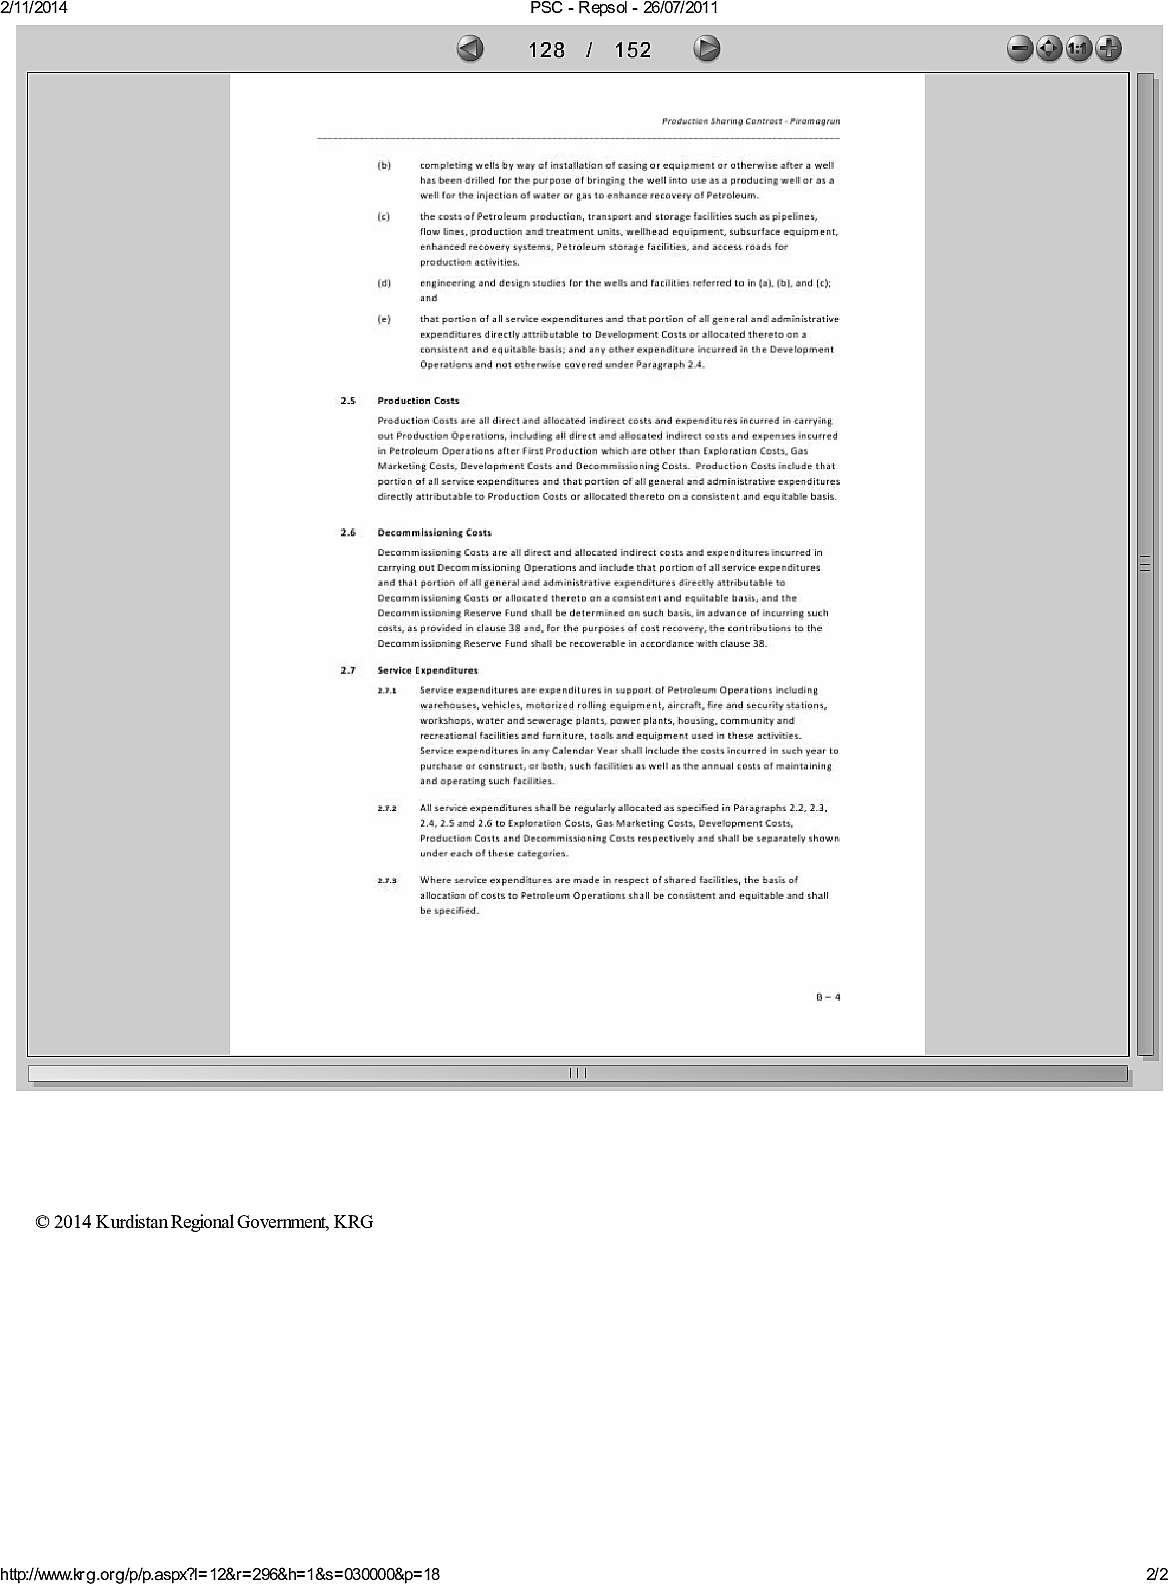 2/11/2014 PSC - Repsol - 26/07/2011
128 / 152
1:1
Production Sharing Contract - Piramagrun
(b) completing wells by way of installation of casing or equipment or otherwise after a well
has been drilled for the purpose of bringing the well into use as a producing well or as a
well for the injection of water or gas to enhance recovery of Petroleum.
(c) the costs of Petroleum production, transport and storage facilities such as pipelines,
flow lines, production and treatment units, wellhead equipment, subsurface equipment,
enhanced recovery systems, Petroleum storage facilities, and access roads for
production activities.
(d) engineering and design studies for the wells and facilities referred to in (a), (b), and (c);
and
(e) that portion of all service expenditures and that portion of all general and administrative
expenditures directly attributable to Development Costs or allocated thereto on a
consistent and equitable basis; and any other expenditure incurred in the Development
Operations and not otherwise covered under Paragraph 2.4.
2.5 Production Costs
Production Costs are all direct and allocated indirect costs and expenditures incurred in carrying
out Production Operations, including all direct and allocated indirect costs and expenses incurred
in Petroleum Operations after First Production which are other than Exploration Costs, Gas
Marketing Costs, Development Costs and Decommissioning Costs. Production Costs include that
portion of all service expenditures and that portion of all general and administrative expenditures
directly attributable to Production Costs or allocated thereto on a consistent and equitable basis.
2.6 Decommissioning Costs
Decommissioning Costs are all direct and allocated indirect costs and expenditures incurred in
carrying out Decommissioning Operations and include that portion of all service expenditures
and that portion of all general and administrative expenditures directly attributable to
Decommissioning Costs or allocated thereto on a consistent and equitable basis, and the
Decommissioning Reserve Fund shall be determined on such basis, in advance of incurring such
costs, as provided in clause 38 and, for the purposes of cost recovery, the contributions to the
Decommissioning Reserve Fund shall be recoverable in accordance with clause 38.
2.7 Service Expenditures
2.7.1 Service expenditures are expenditures in support of Petroleum Operations including
warehouses, vehicles, motorized rolling equipment, aircraft, fire and security stations,
workshops, water and sewerage plants, power plants, housing, community and
recreational facilities and furniture, tools and equipment used in these activities.
Service expenditures in any Calendar Year shall include the costs incurred in such year to
purchase or construct, or both, such facilities as well as the annual costs of maintaining
and operating such facilities.
2.7.2 All service expenditures shall be regularly allocated as specified in Paragraphs 2.2, 2.3,
2.4, 2.5 and 2.6 to Exploration Costs, Gas Marketing Costs, Development Costs,
Production Costs and Decommissioning Costs respectively and shall be separately shown
under each of these categories.
2.7.3 Where service expenditures are made in respect of shared facilities, the basis of
allocation of costs to Petroleum Operations shall be consistent and equitable and shall
be specified.
B – 4
© 2014 Kurdistan Regional Government, KRG
http://www.krg.org/p/p.aspx?l=12&r=296&h=1&s=030000&p=18 2/2